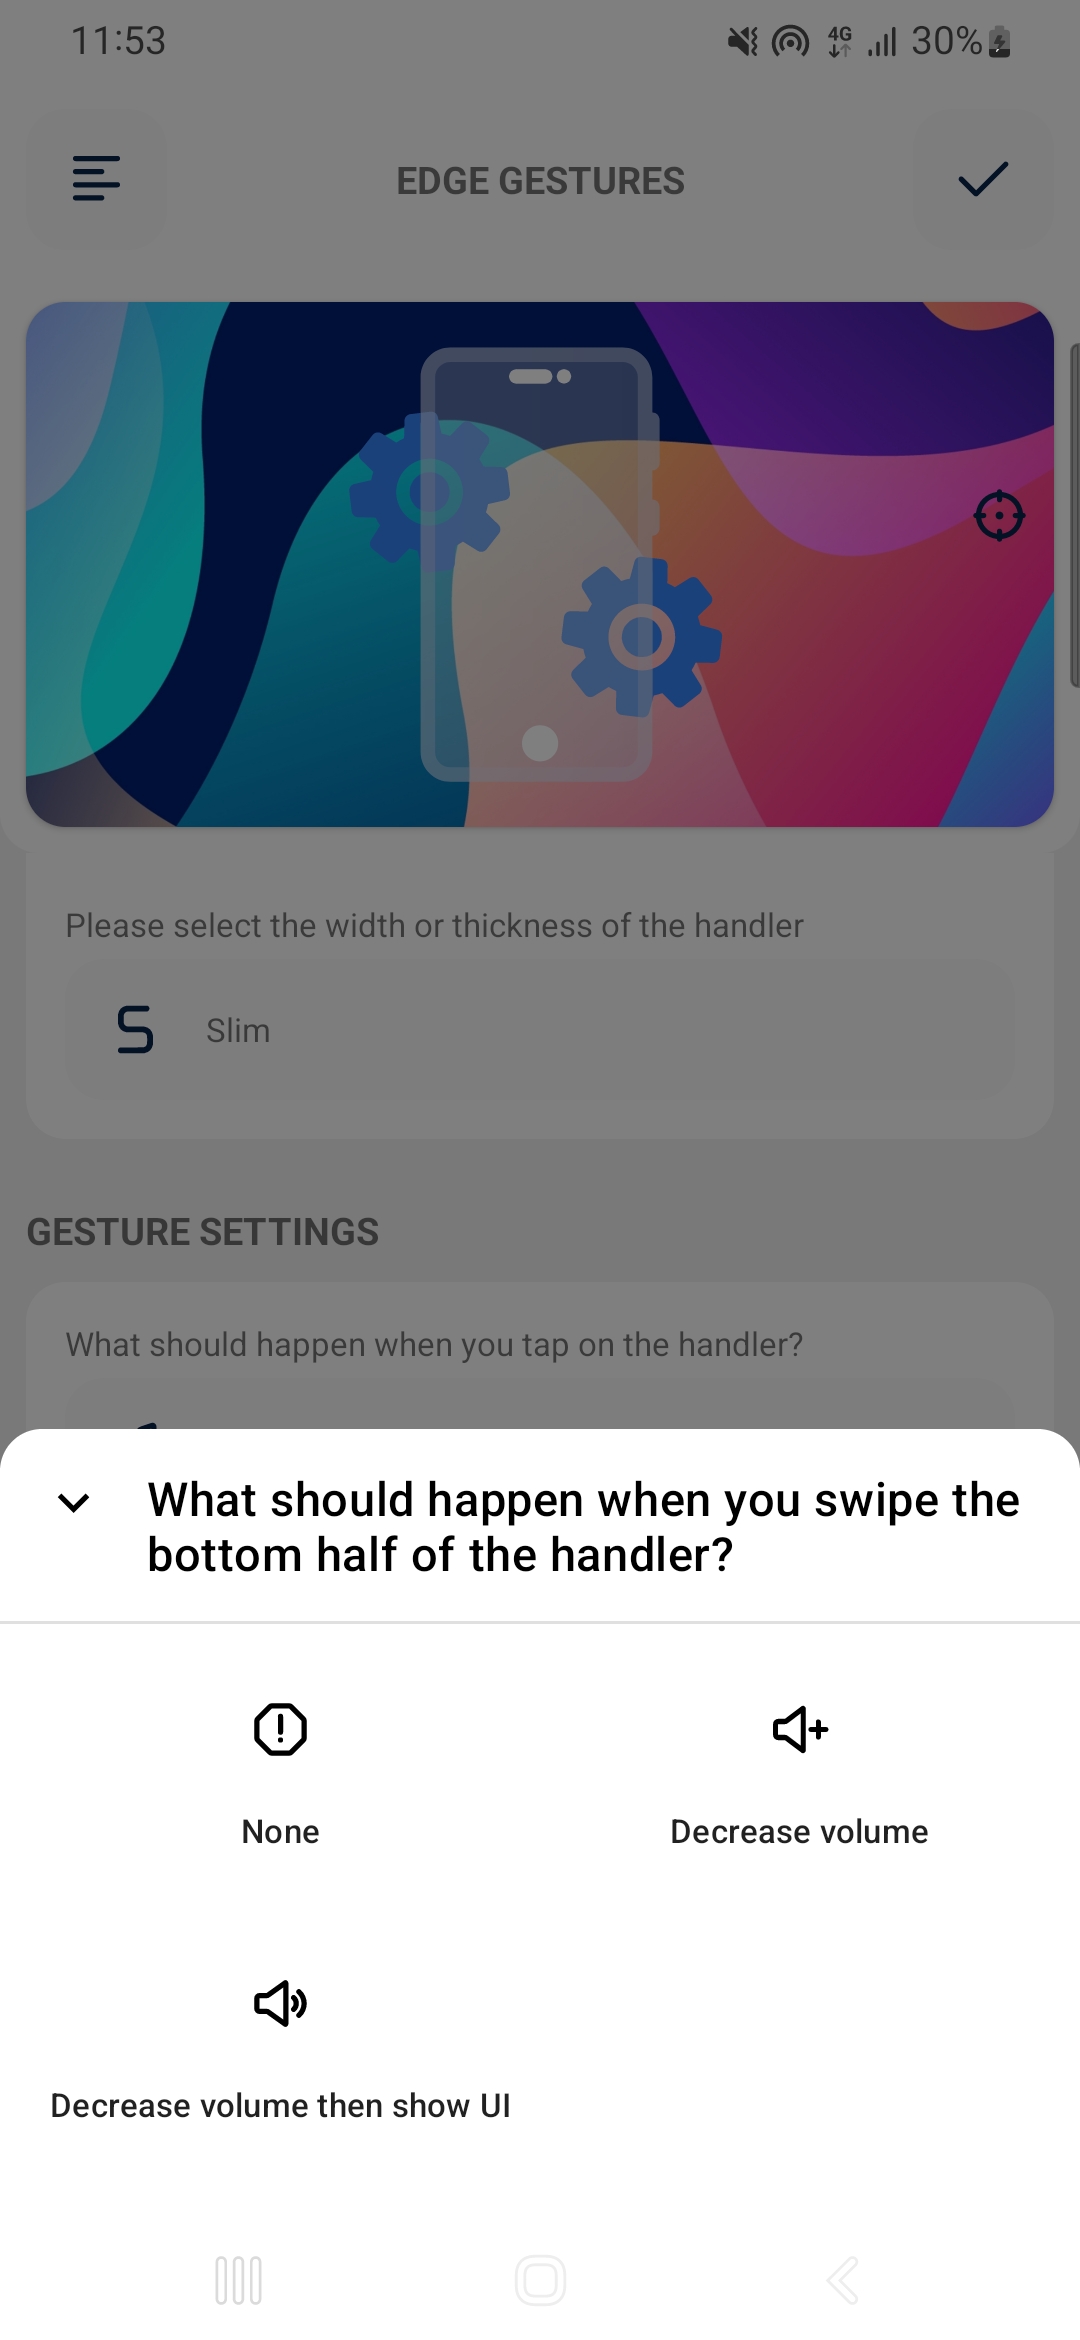 11:53
4G
30%
EDGE GESTURES
Please select the width or thickness of the handler
Slim
GESTURE SETTINGS
What should happen when you tap on the handler?
What should happen when you swipe the
bottom half of the handler?
None
Decrease volume
Decrease volume then show UI